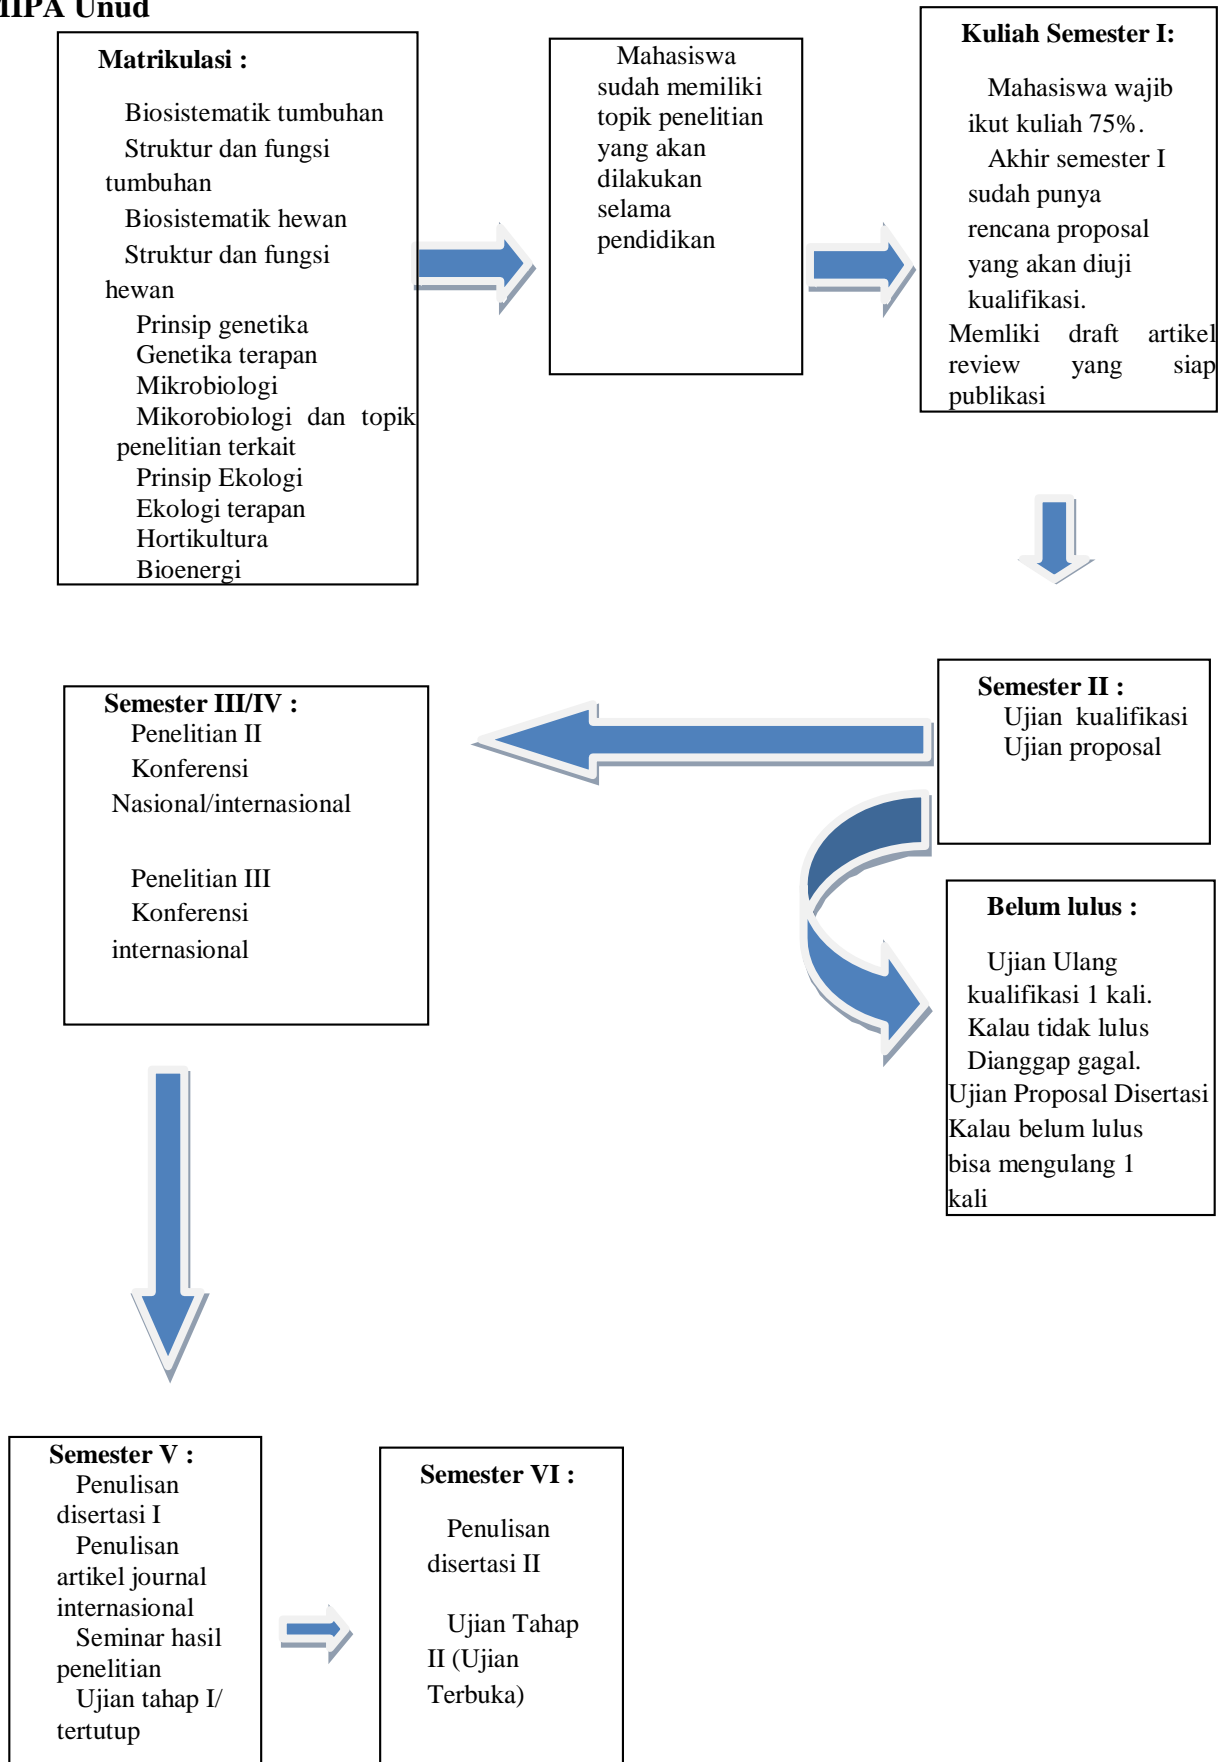 MIPA Unud
Matrikulasi :
Biosistematik tumbuhan
Struktur dan fungsi
tumbuhan
Biosistematik hewan
Struktur dan fungsi
hewan
Prinsip genetika
Genetika terapan
Mikrobiologi
Mikorobiologi dan topik
penelitian terkait
Prinsip Ekologi
Ekologi terapan
Hortikultura
Bioenergi
Mahasiswa
sudah memiliki
topik penelitian
yang akan
dilakukan
selama
pendidikan
Kuliah Semester I:
Mahasiswa wajib
ikut kuliah 75%.
Akhir semester I
sudah punya
rencana proposal
yang akan diuji
kualifikasi.
Memliki draft artikel
review yang siap
publikasi
Semester II :
Ujian kualifikasi
Ujian proposal
Belum lulus :
Ujian Ulang
kualifikasi 1 kali.
Kalau tidak lulus
Dianggap gagal.
Ujian Proposal Disertasi
Kalau belum lulus
bisa mengulang 1
kali
Semester III/IV :
Penelitian II
Konferensi
Nasional/internasional
Penelitian III
Konferensi
internasional
Semester V :
Penulisan
disertasi I
Penulisan
artikel journal
internasional
Seminar hasil
penelitian
Ujian tahap I/
tertutup
Semester VI :
Penulisan
disertasi II
Ujian Tahap
II (Ujian
Terbuka)